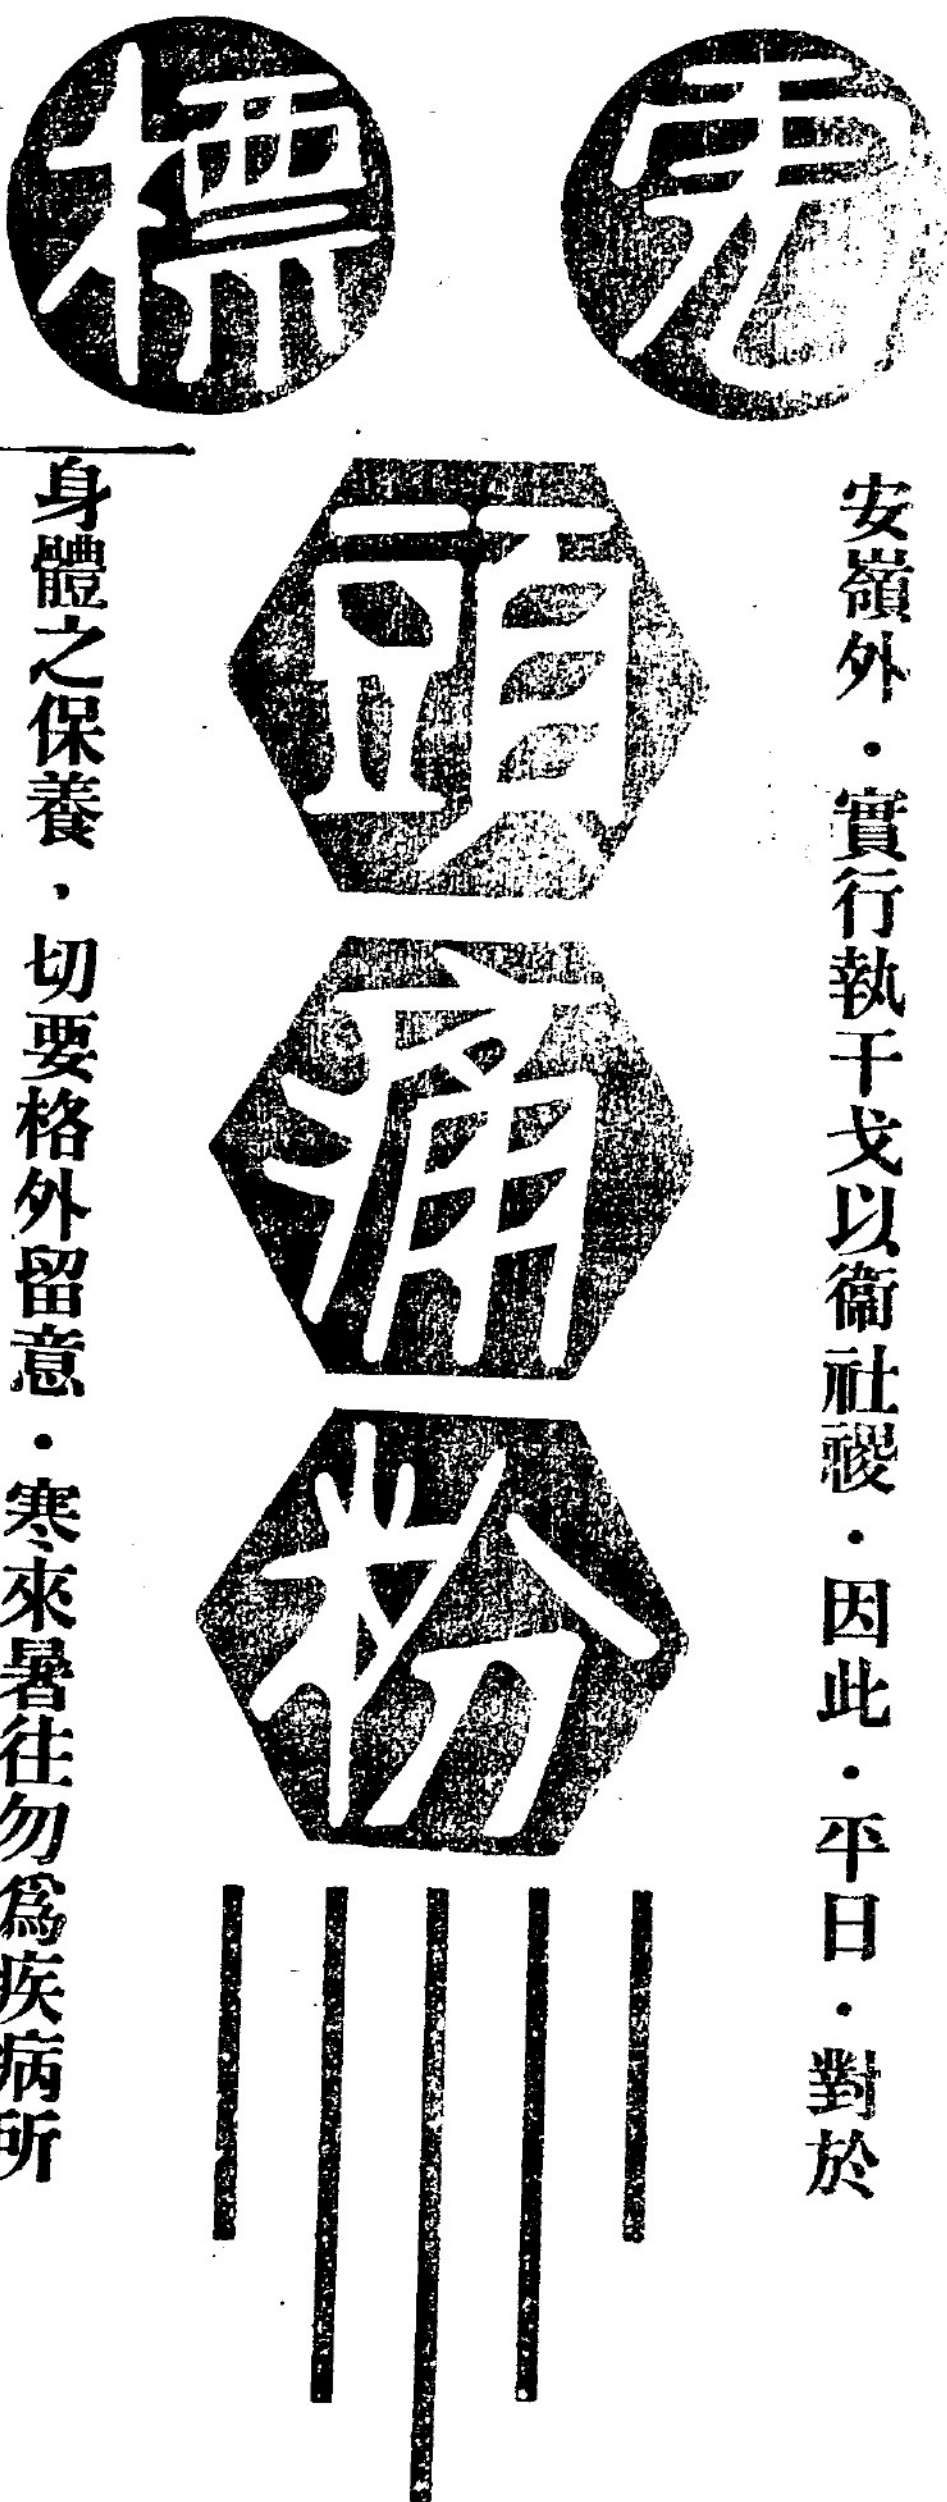 虎標
安嶺外・實行執干戈以衞社禝・因此・平日・對於
頭痛粉
身體之保養，切要格外留意・寒來暑往勿爲疾病所